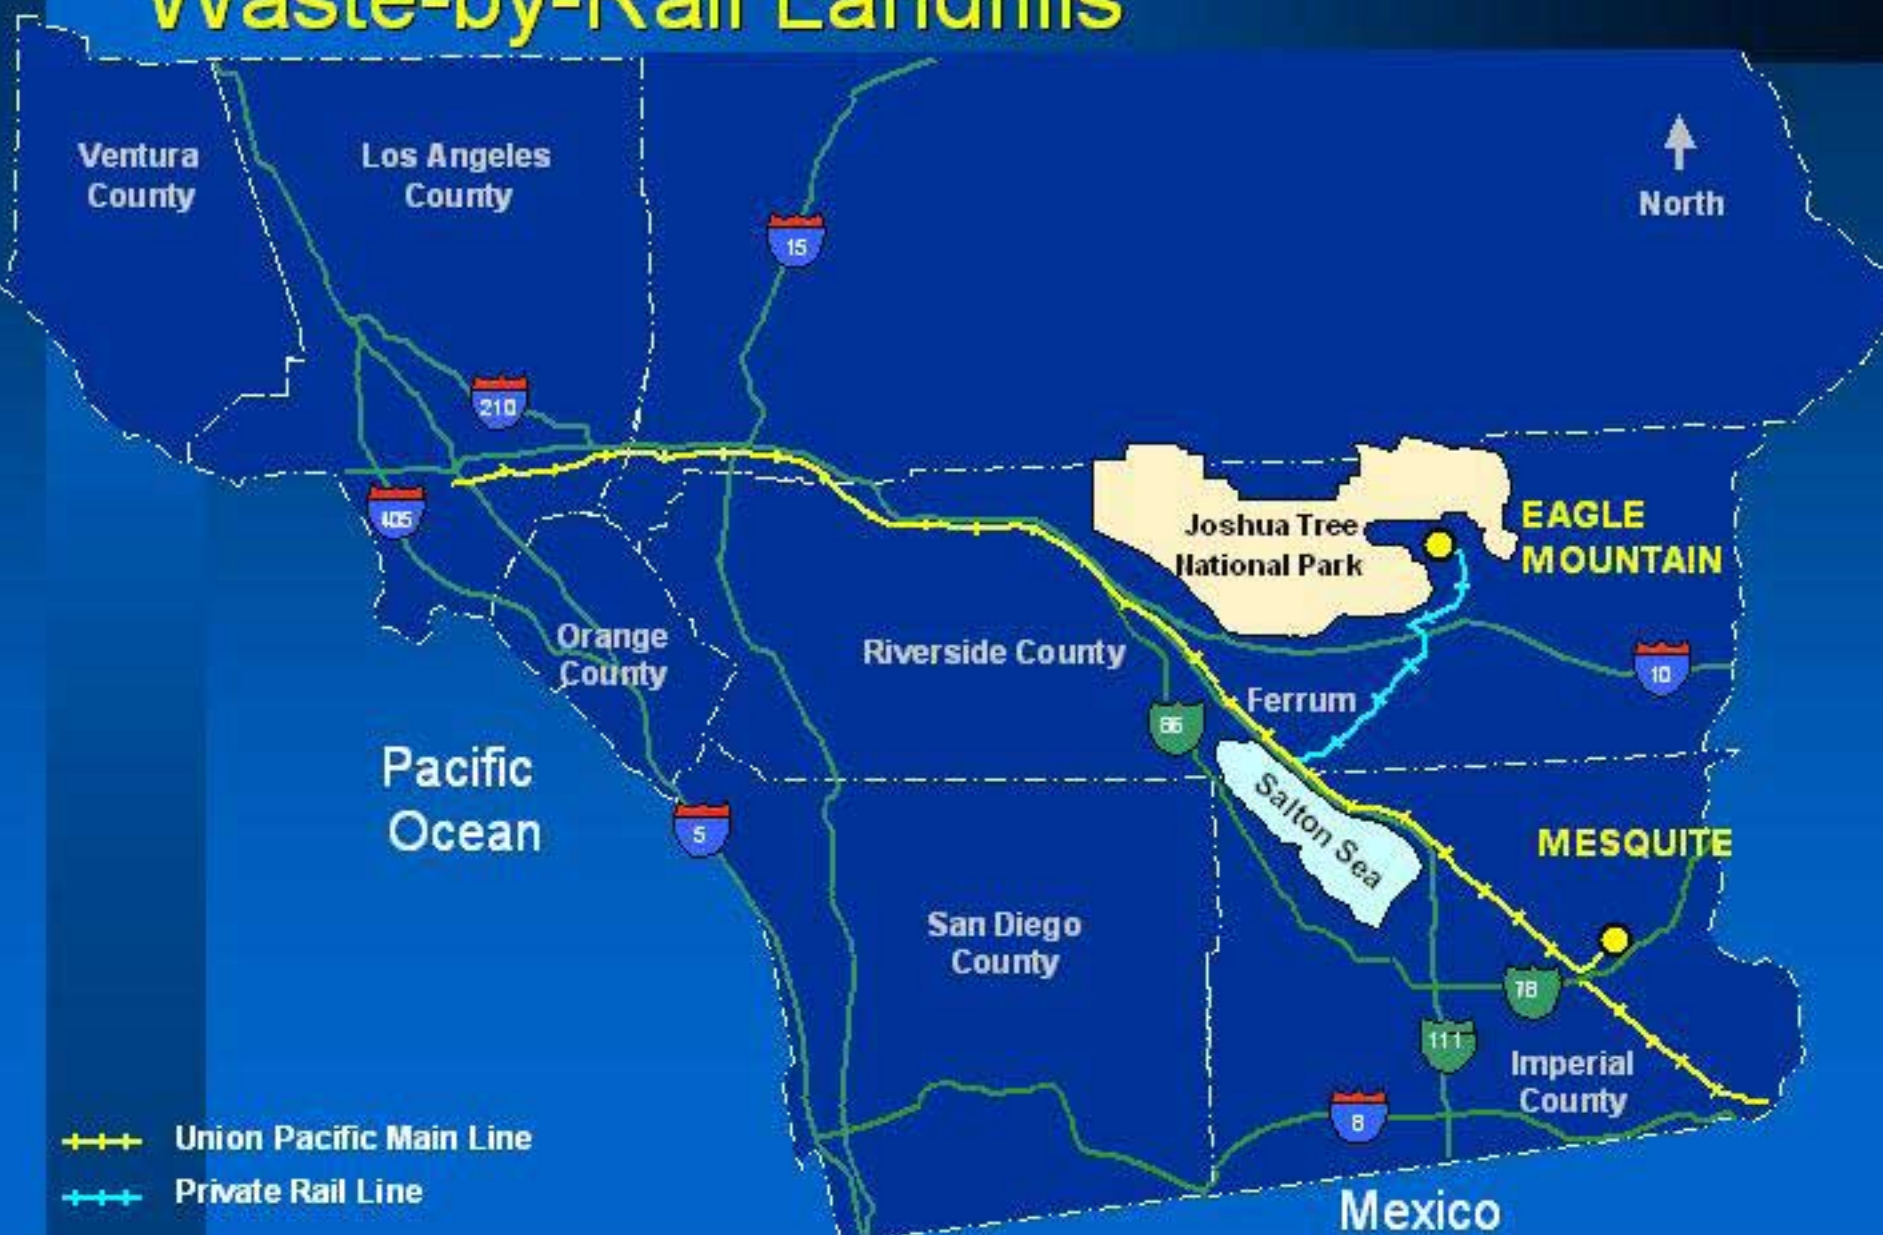 Waste-by-Rail Landfills
Ventura
County
Los Angeles
County
North
15
210
405
Joshua Tree
National Park
EAGLE
MOUNTAIN
Orange
County
Riverside County
10
Ferrum
86
Pacific
Ocean
5
Salton Sea
MESQUITE
San Diego
County
78
111
Imperial
County
8
Union Pacific Main Line
Private Rail Line
Mexico